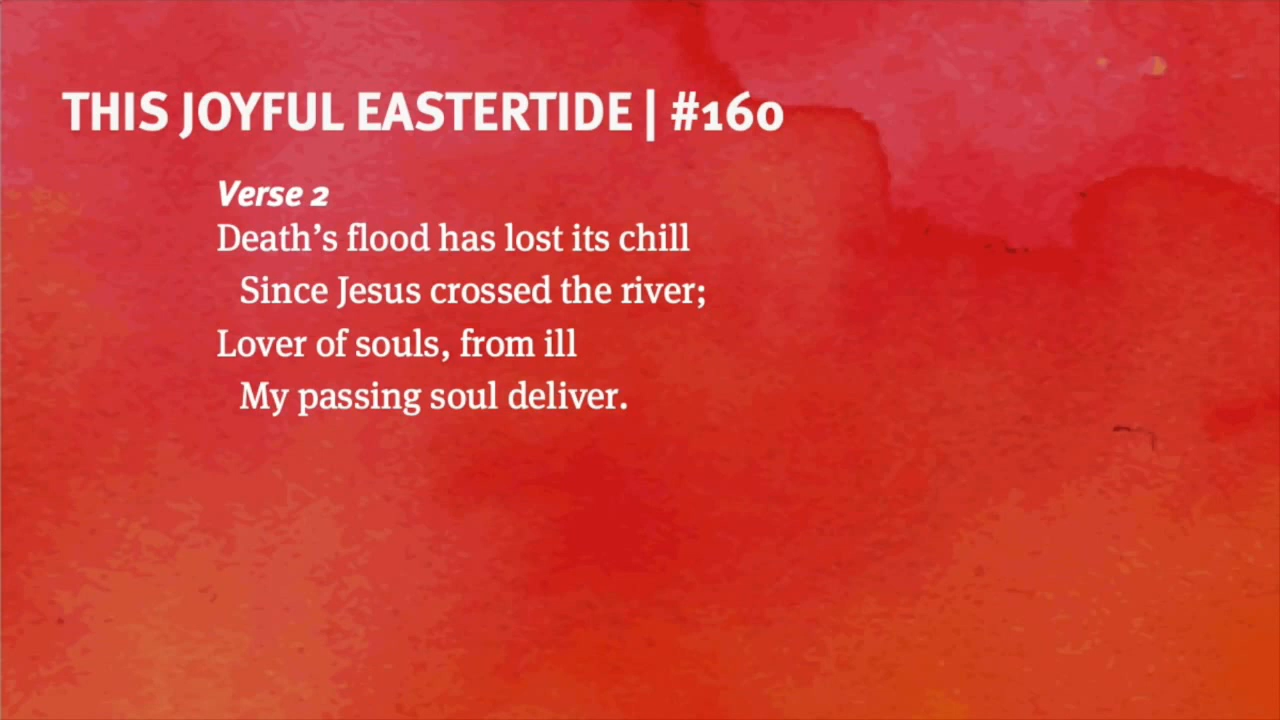 THIS JOYFUL EASTERTIDE | #160
Verse 2
Death’s flood has lost its chill
Since Jesus crossed the river;
Lover of souls, from ill
My passing soul deliver.